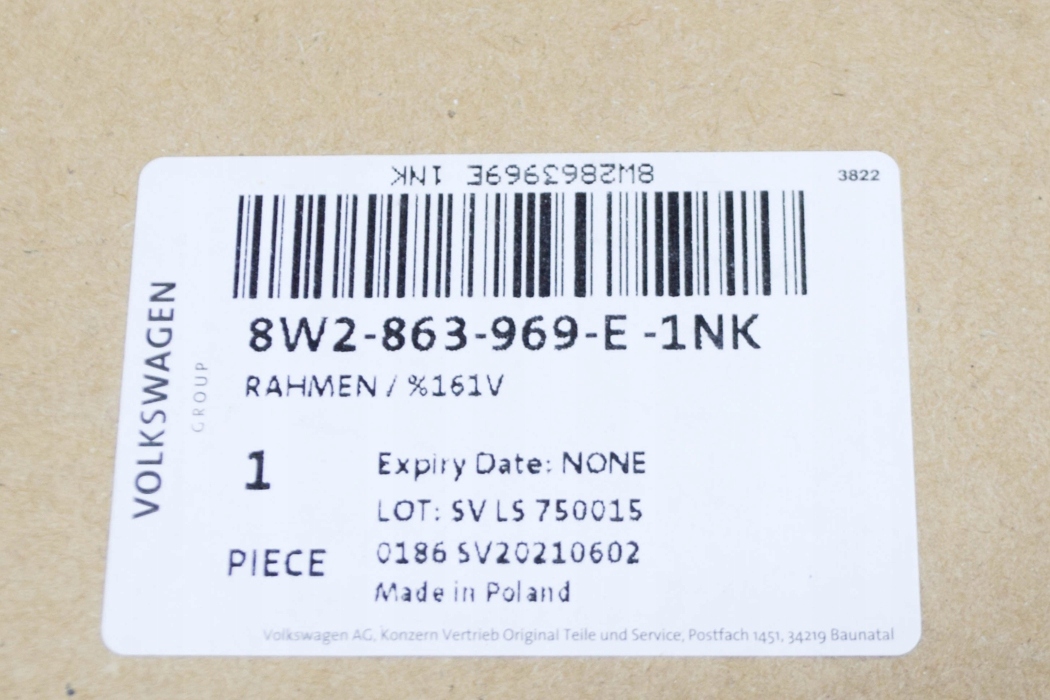 8W2863969E 1NK
3822
8W2-863-969-E -1NK
RAHMEN / %161V
VOLKSWAGEN
GROUP
1
Expiry Date: NONE
LOT: SV LS 750015
PIECE
0186 SV20210602
Made in Poland
Volkswagen AG, Konzern Vertrieb Original Teile und Service, Postfach 1451, 34219 Baunatal